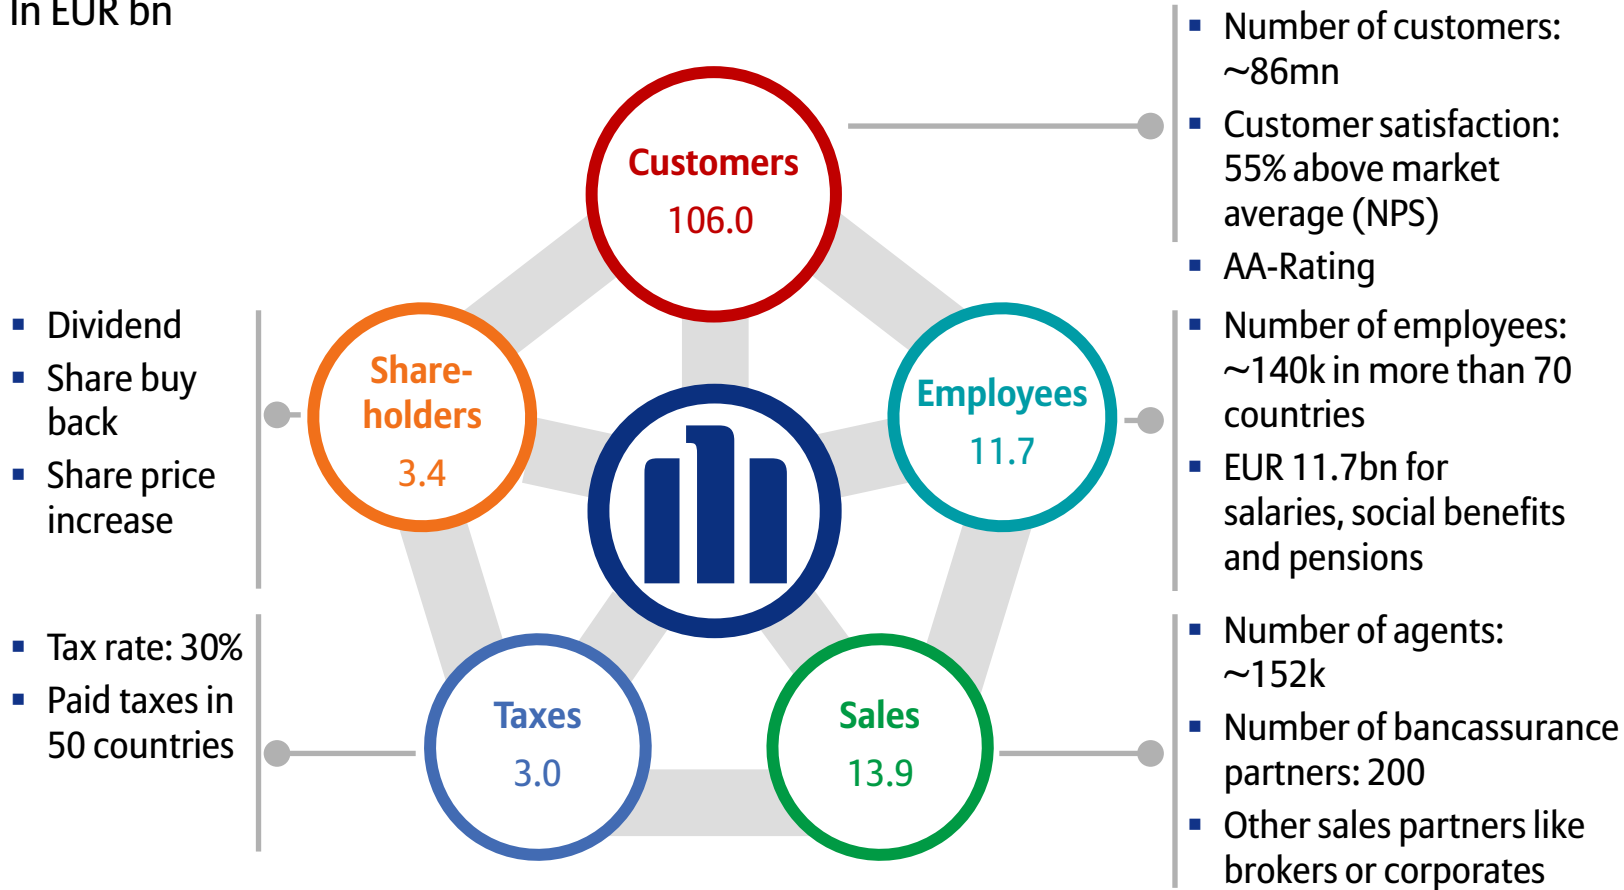 In EUR bn
Customers
106.0
▪ Number of customers:
~86mn
▪ Customer satisfaction:
55% above market
average (NPS)
▪ AA-Rating
▪ Dividend
▪ Share buy
back
▪ Share price
increase
Share-
holders
3.4
Employees
11.7
▪ Number of employees:
~140k in more than 70
countries
▪ EUR 11.7bn for
salaries, social benefits
and pensions
▪ Tax rate: 30%
▪ Paid taxes in
50 countries
Taxes
3.0
Sales
13.9
▪ Number of agents:
~152k
▪ Number of bancassurance
partners: 200
▪ Other sales partners like
brokers or corporates